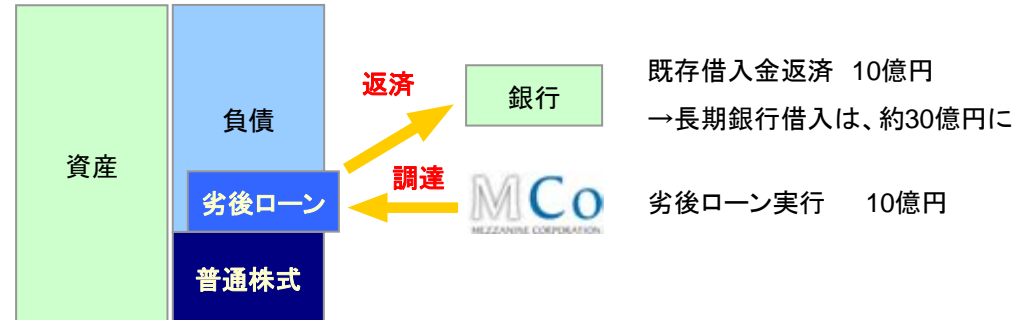 資産
負債
劣後ローン
普通株式
返済
調達
銀行
MCo
MEZZANINE CORPORATION
既存借入金返済 10億円
→長期銀行借入は、約30億円に
劣後ローン実行 10億円